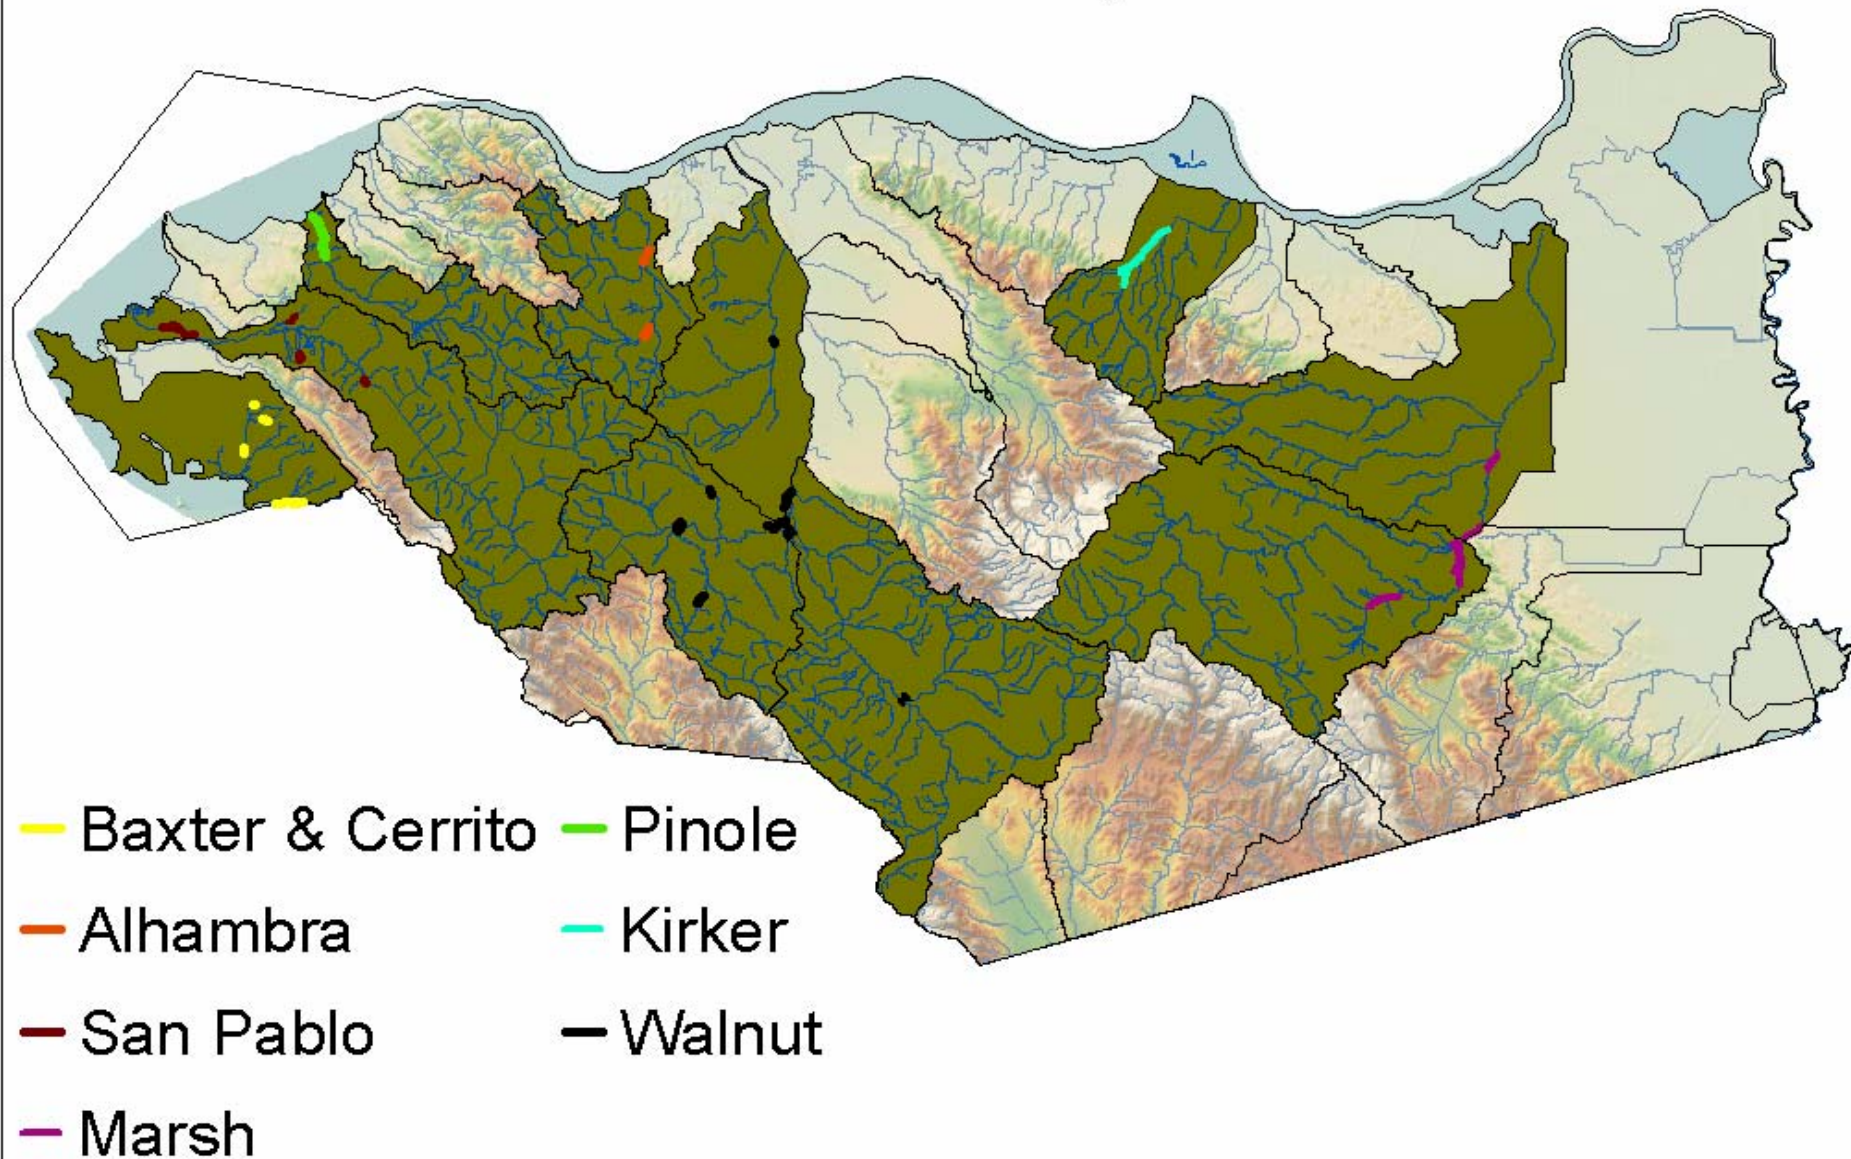 Baxter & Cerrito
Pinole
Alhambra
Kirker
San Pablo
Walnut
Marsh